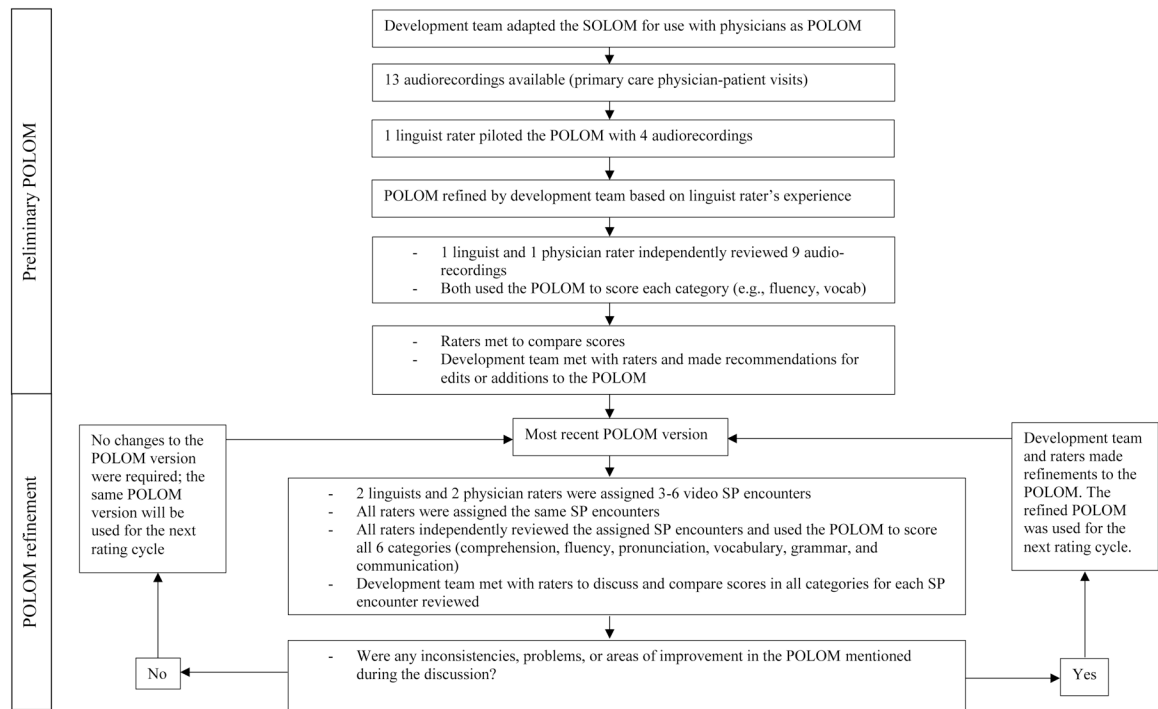 Preliminary POLOM
Development team adapted the SOLOM for use with physicians as POLOM
13 audiorecordings available (primary care physician-patient visits)
1 linguist rater piloted the POLOM with 4 audiorecordings
POLOM refined by development team based on linguist rater's experience
- 1 linguist and 1 physician rater independently reviewed 9 audio-
recordings
- Both used the POLOM to score each category (e.g., fluency, vocab)
- Raters met to compare scores
- Development team met with raters and made recommendations for
edits or additions to the POLOM
POLOM refinement
Most recent POLOM version
No changes to the
POLOM version
were required; the
same POLOM
version will be
used for the next
rating cycle
Development team
and raters made
refinements to the
POLOM. The
refined POLOM
was used for the
next rating cycle.
- 2 linguists and 2 physician raters were assigned 3-6 video SP encounters
- All raters were assigned the same SP encounters
- All raters independently reviewed the assigned SP encounters and used the POLOM to score
all 6 categories (comprehension, fluency, pronunciation, vocabulary, grammar, and
communication)
- Development team met with raters to discuss and compare scores in all categories for each SP
encounter reviewed
No
- Were any inconsistencies, problems, or areas of improvement in the POLOM mentioned
during the discussion?
Yes